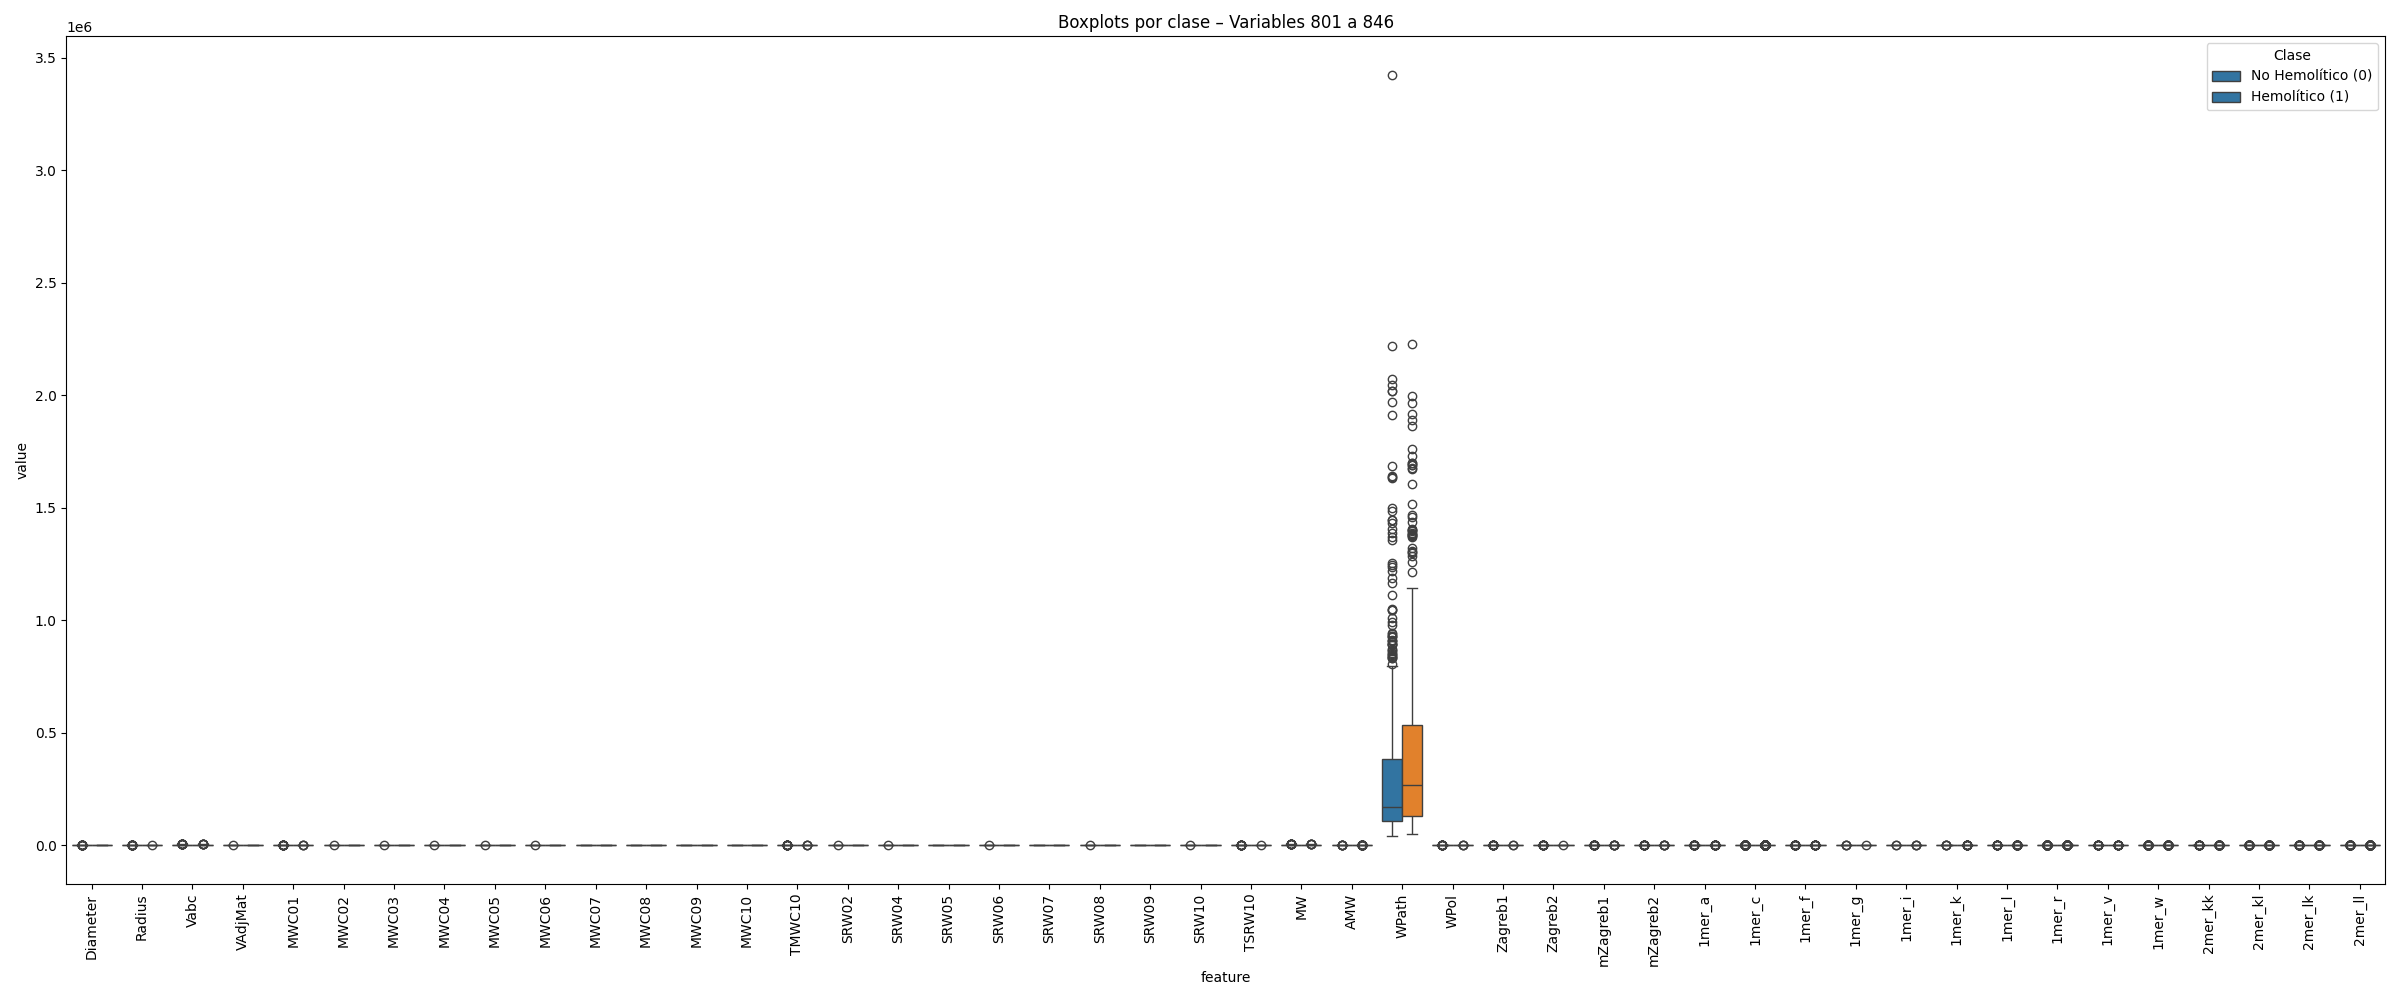 Boxplots por clase – Variables 801 a 846
1e6
3.5
3.0
2.5
2.0
1.5
1.0
0.5
0.0
value
Clase
No Hemolítico (0)
Hemolítico (1)
Diameter
Radius
Vabc
VAdjMat
MWC01
MWC02
MWC03
MWC04
MWC05
MWC06
MWC07
MWC08
MWC09
MWC10
TMWC10
SRW02
SRW04
SRW05
SRW06
SRW07
SRW08
SRW09
SRW10
TSRW10
MW
AMW
WPath
WPol
Zagreb1
Zagreb2
mZagreb1
mZagreb2
1mer_a
1mer_c
1mer_f
1mer_g
1mer_i
1mer_k
1mer_l
1mer_r
1mer_v
1mer_w
2mer_kk
2mer_kl
2mer_lk
2mer_ll
feature